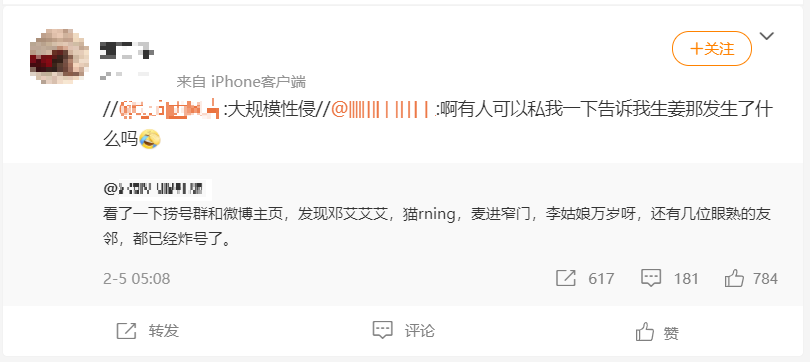 +关注
来自 iPhone客户端
//@:大规模性侵//@:啊有人可以私我一下告诉我生姜那发生了什
么吗
@
看了一下捞号群和微博主页，发现邓艾艾艾，猫rning，麦进窄门，李姑娘万岁呀，还有几位眼熟的友
邻，都已经炸号了。
2-5 05:08
617
181
784
转发
评论
赞